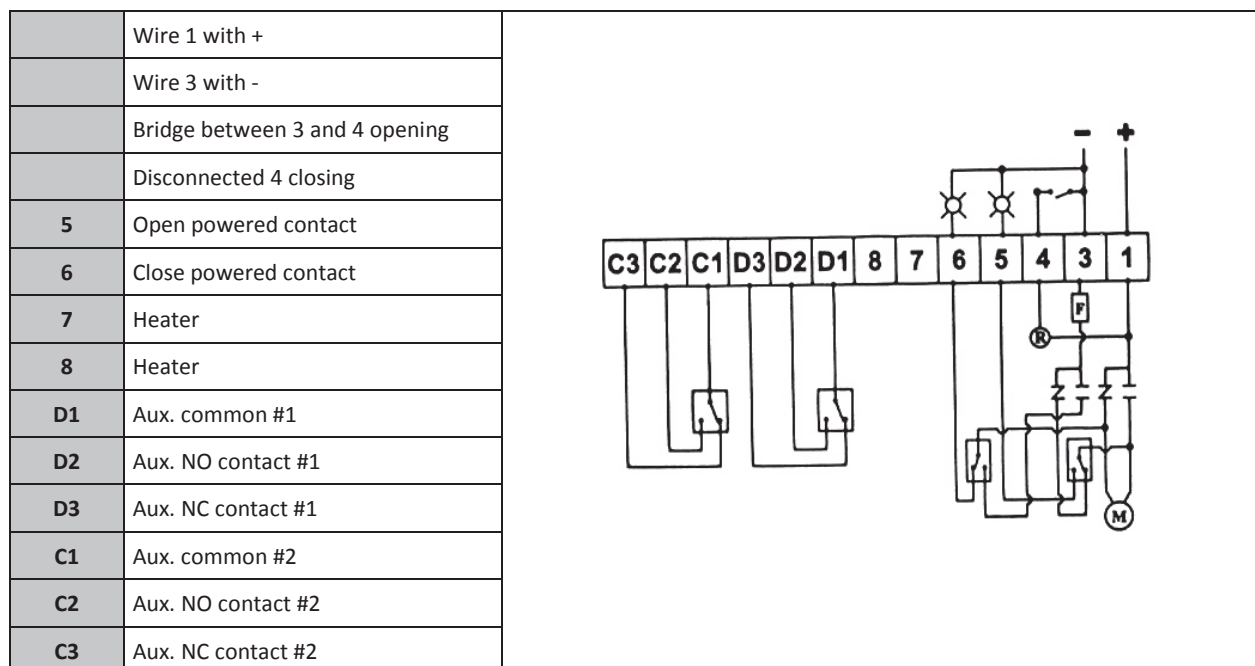 Wire 1 with +
Wire 3 with -
Bridge between 3 and 4 opening
Disconnected 4 closing
5 Open powered contact
6 Close powered contact
7 Heater
8 Heater
D1 Aux. common #1
D2 Aux. NO contact #1
D3 Aux. NC contact #1
C1 Aux. common #2
C2 Aux. NO contact #2
C3 Aux. NC contact #2
- +
C3 C2 C1 D3 D2 D1 8 7 6 5 4 3 1
F
R
M